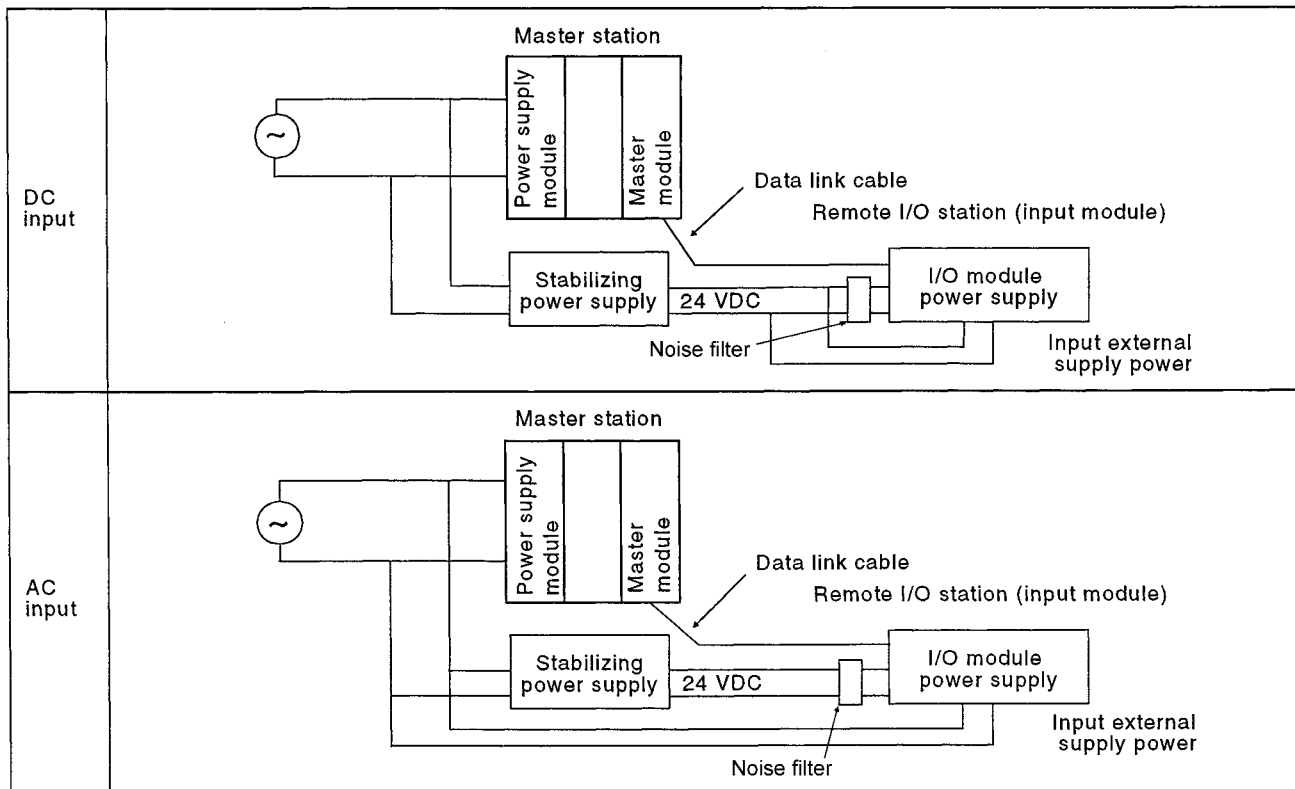 DC
input
Master station
Power supply
module
Master
module
Data link cable
Remote I/O station (input module)
Stabilizing
power supply
24 VDC
I/O module
power supply
Noise filter
Input external
supply power
AC
input
Master station
Power supply
module
Master
module
Data link cable
Remote I/O station (input module)
Stabilizing
power supply
24 VDC
I/O module
power supply
Input external
supply power
Noise filter